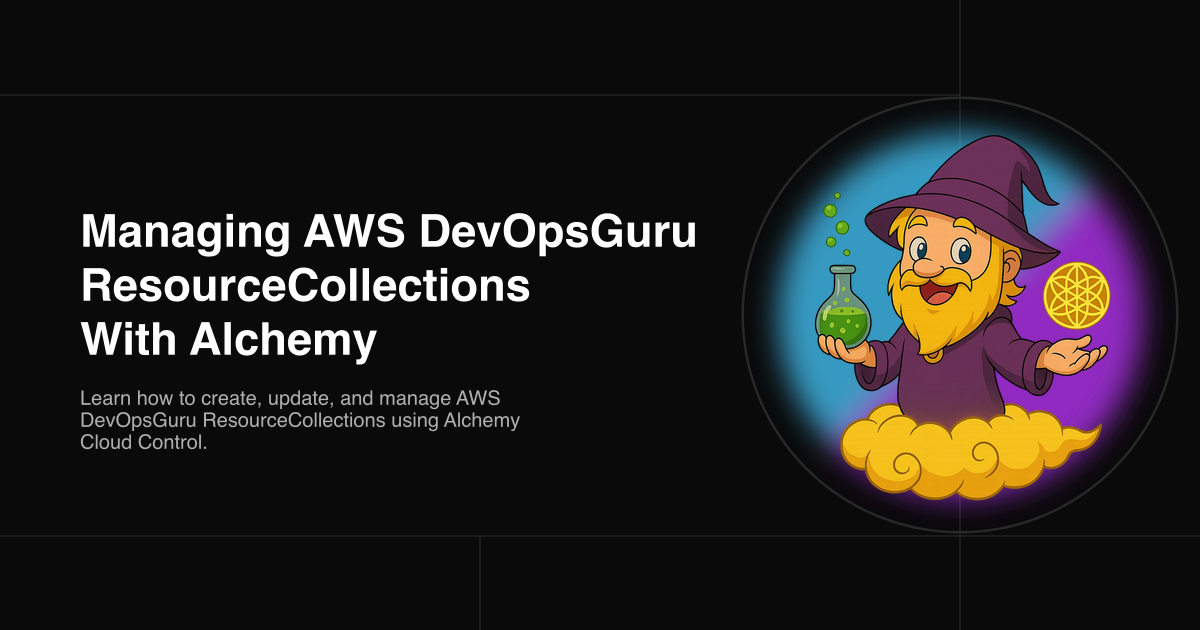 Managing AWS DevOpsGuru
ResourceCollections
With Alchemy
Learn how to create, update, and manage AWS
DevOpsGuru ResourceCollections using Alchemy
Cloud Control.